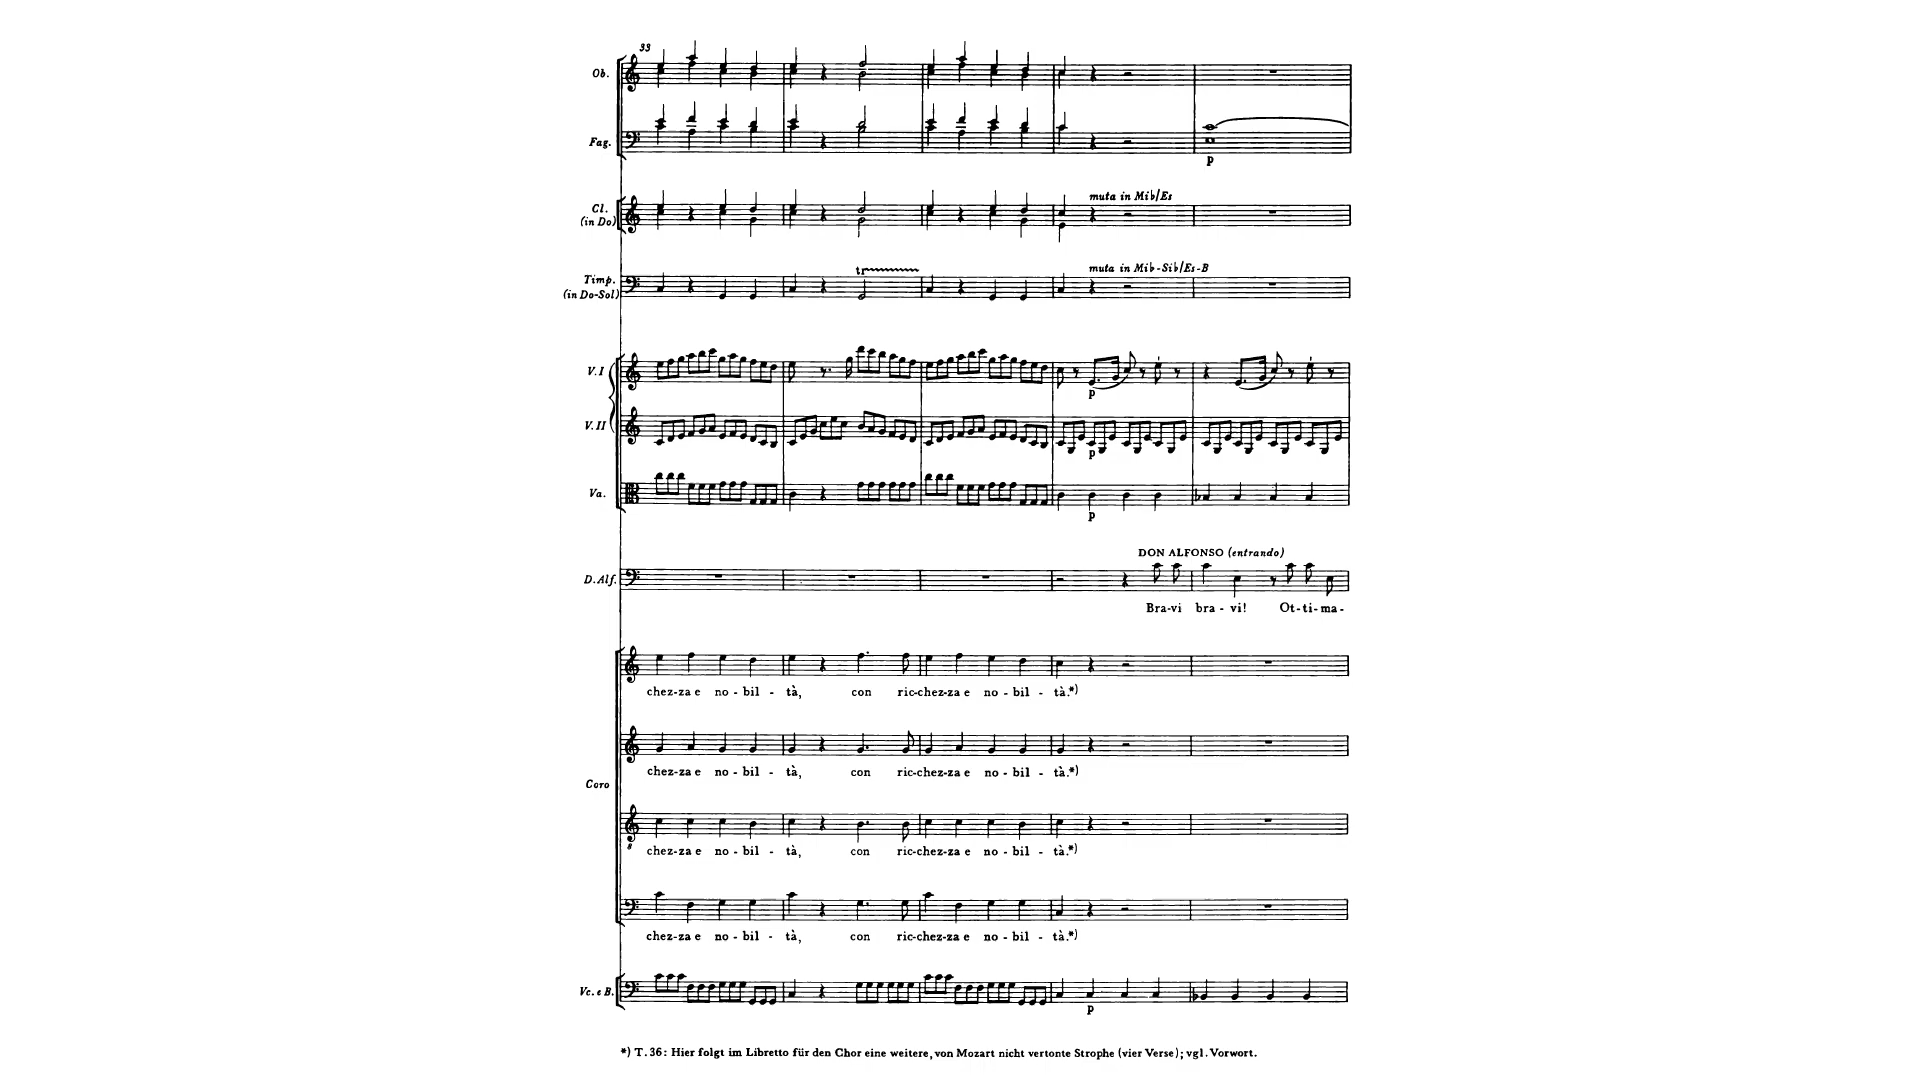 33
Ob.
Fag.
p
Cl.
(in Do)
muta in Mi♭/Es
Timp.
(in Do-Sol)
tr
muta in Mi♭-Si♭/Es-B
V. I
p
V. II
p
Va.
p
DON ALFONSO (entrando)
D.Alf.
Bra-vi bra - vi! Ot-ti-ma-
chez-za e no - bil - tà, con ric-chez-za e no - bil - tà.*)
chez-za e no - bil - tà, con ric-chez-za e no - bil - tà.*)
Coro
8
chez-za e no - bil - tà, con ric-chez-za e no - bil - tà.*)
chez-za e no - bil - tà, con ric-chez-za e no - bil - tà.*)
Vc. e B.
p
*) T. 36: Hier folgt im Libretto für den Chor eine weitere, von Mozart nicht vertonte Strophe (vier Verse); vgl. Vorwort.